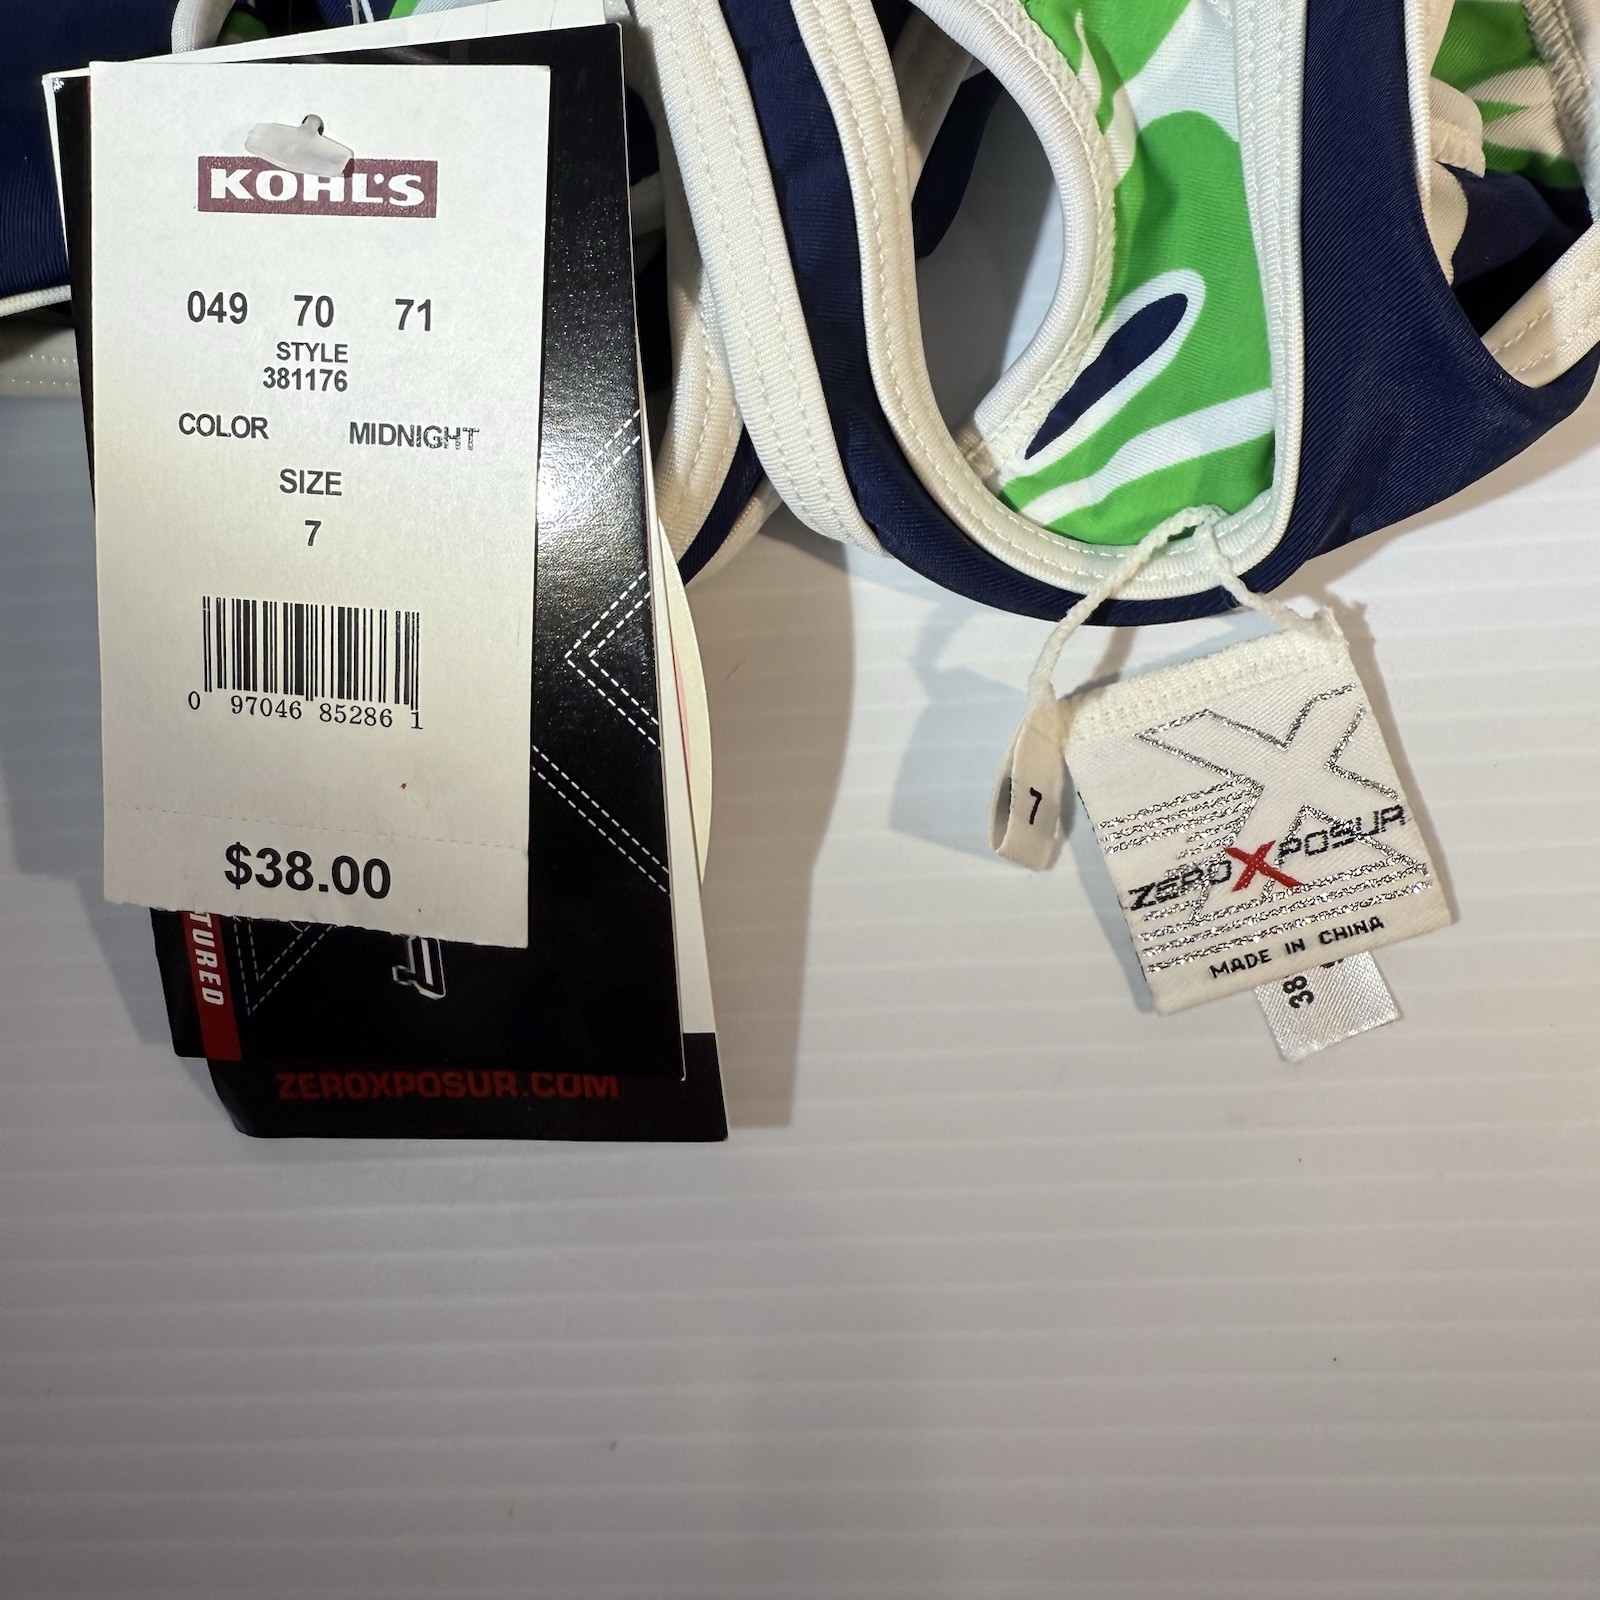 KOHL'S
049 70 71
STYLE
381176
COLOR MIDNIGHT
SIZE
7
0 97046 85286 1
$38.00
TURED
ZEROXPOSUR.COM
7
ZEROXPOSUR
MADE IN CHINA
38